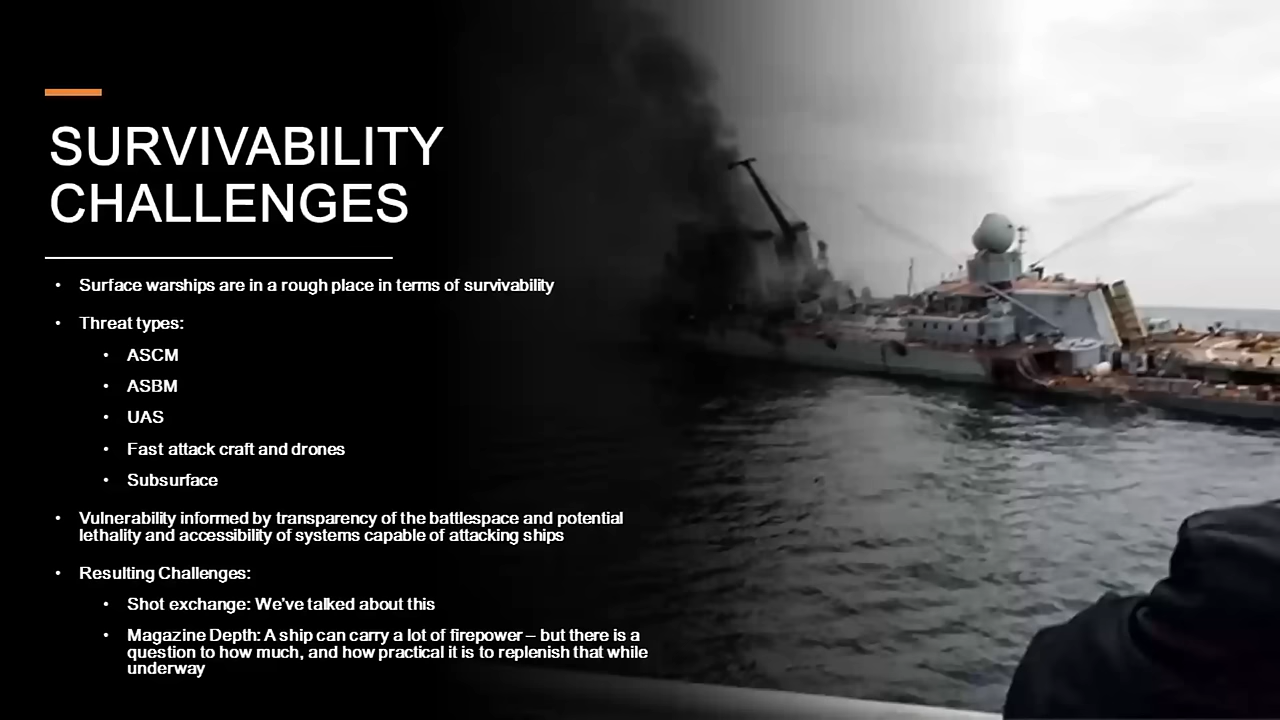 SURVIVABILITY
CHALLENGES
• Surface warships are in a rough place in terms of survivability
• Threat types:
• ASCM
• ASBM
• UAS
• Fast attack craft and drones
• Subsurface
• Vulnerability informed by transparency of the battlespace and potential
lethality and accessibility of systems capable of attacking ships
• Resulting Challenges:
• Shot exchange: We've talked about this
• Magazine Depth: A ship can carry a lot of firepower – but there is a
question to how much, and how practical it is to replenish that while
underway